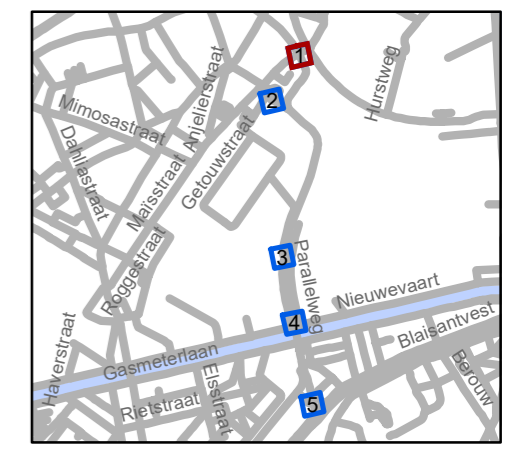 1
Hurstweg
Anjelierstraat
2
Mimosastraat
Getouwstraat
Dahliastraat
Maïsstraat
Roggestraat
3
Parallelweg
Nieuwevaart
4
Blaisantvest
Haverstraat
Gasmeterlaan
Berouw
Elsstraat
Rietstraat
5